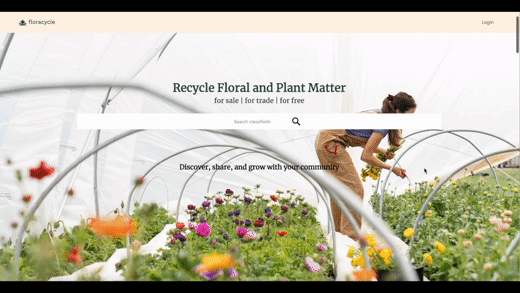 floracycle
Login
Recycle Floral and Plant Matter
for sale | for trade | for free
Search classifieds
Discover, share, and grow with your community